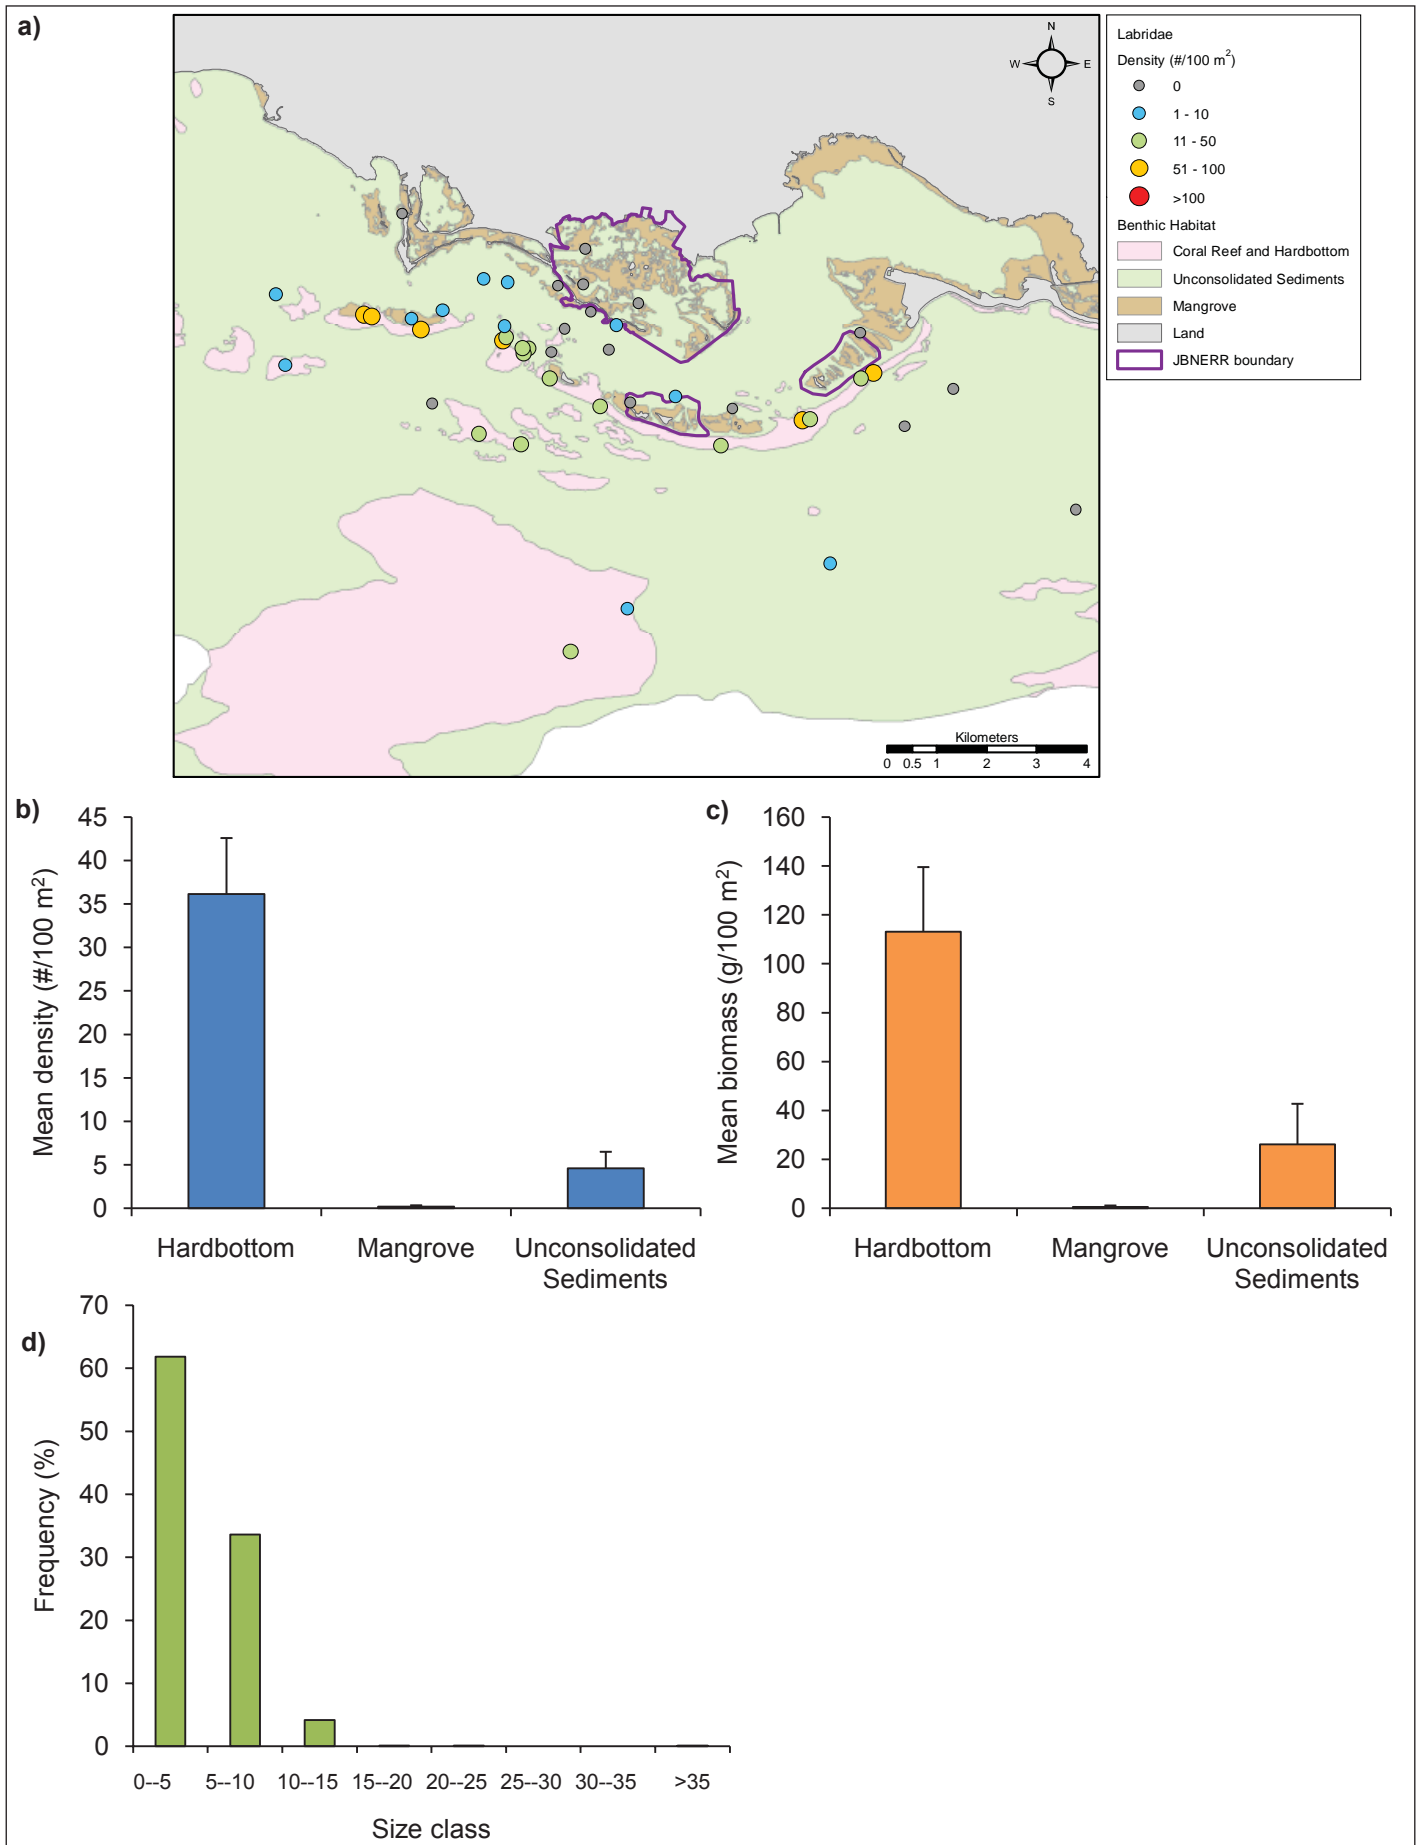 a)
N
W
E
S
Labridae
Density (#/100 m²)
0
1 - 10
11 - 50
51 - 100
>100
Benthic Habitat
Coral Reef and Hardbottom
Unconsolidated Sediments
Mangrove
Land
JBNERR boundary
Kilometers
0 0.5 1 2 3 4
b)
Mean density (#/100 m²)
45
40
35
30
25
20
15
10
5
0
Hardbottom
Mangrove
Unconsolidated
Sediments
c)
Mean biomass (g/100 m²)
160
140
120
100
80
60
40
20
0
Hardbottom
Mangrove
Unconsolidated
Sediments
d)
Frequency (%)
70
60
50
40
30
20
10
0
0--5 5--10 10--15 15--20 20--25 25--30 30--35 >35
Size class